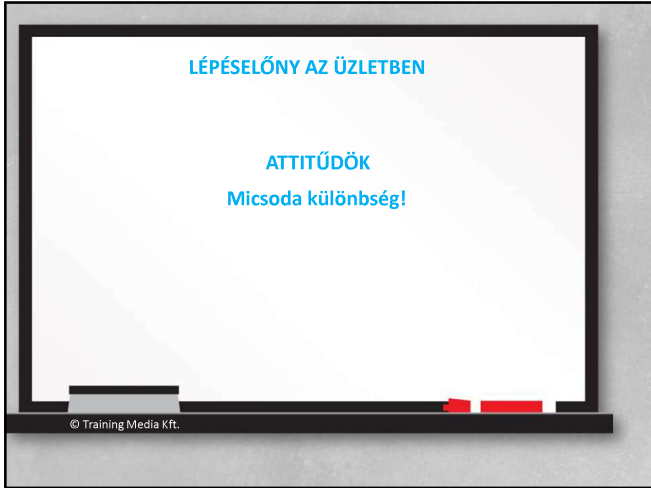 LÉPÉSELŐNY AZ ÜZLETBEN
ATTITŰDÖK
Micsoda különbség!
© Training Media Kft.